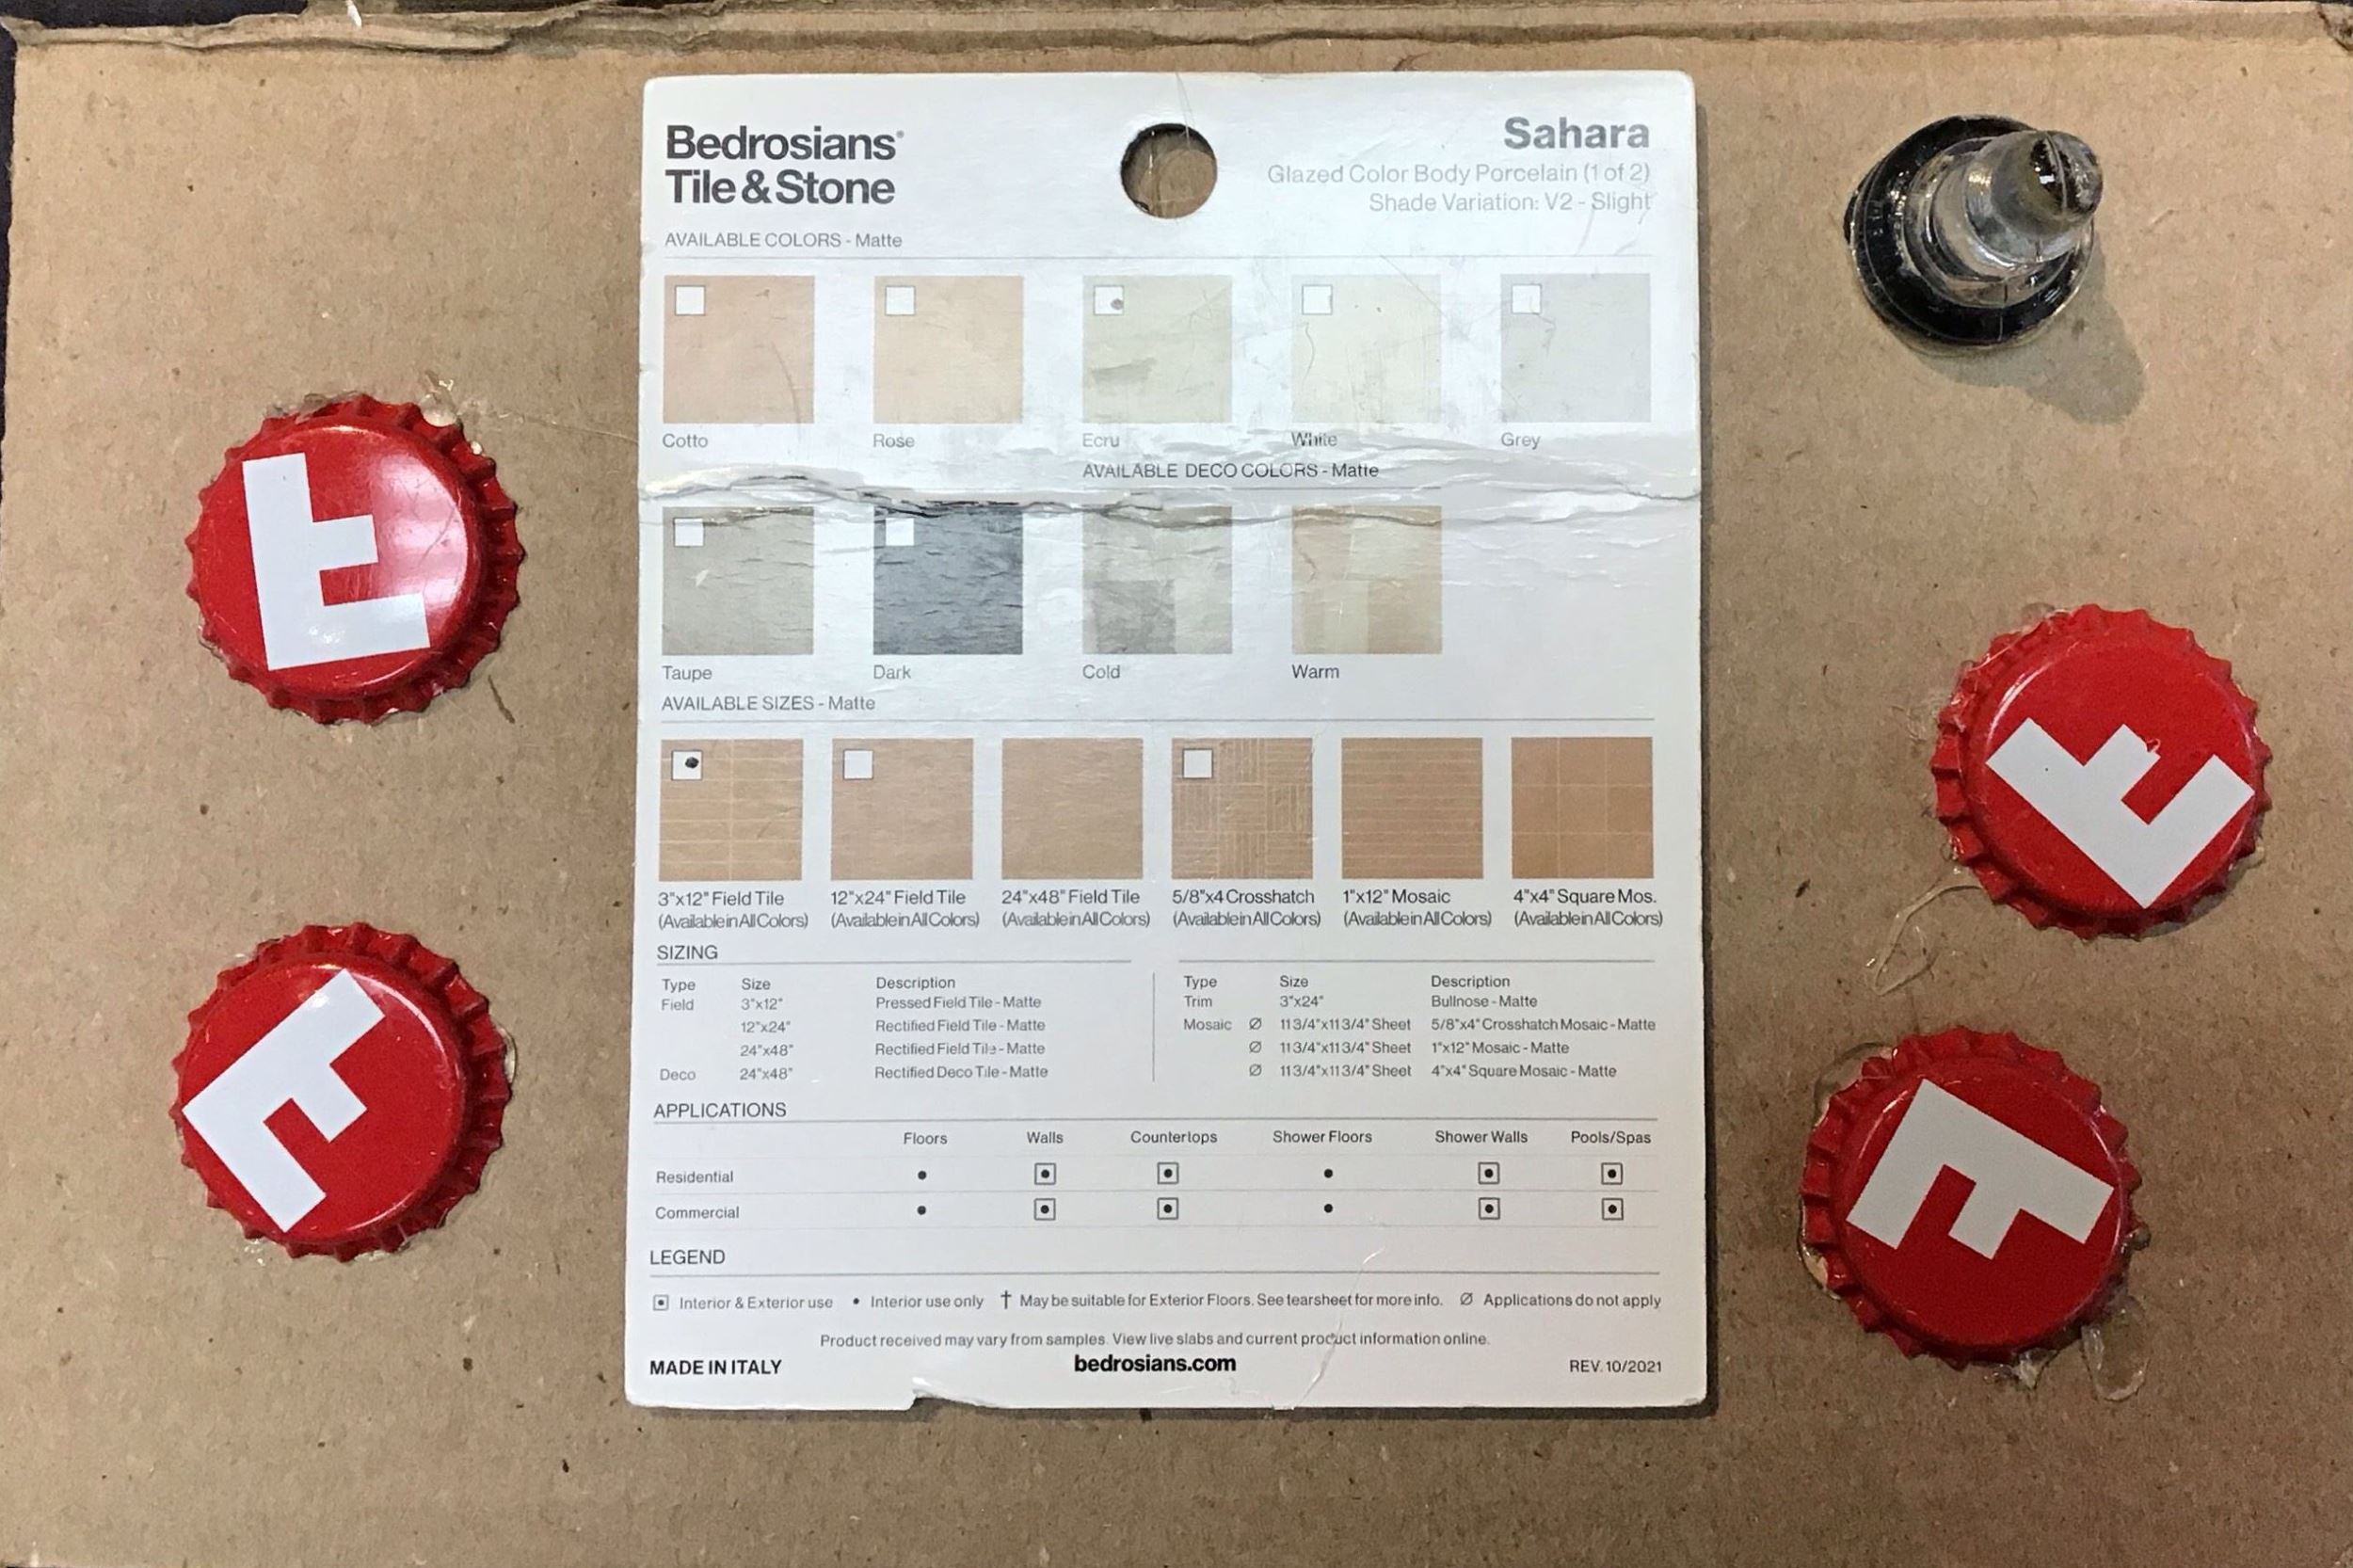 Bedrosians®
Tile & Stone
Sahara
Glazed Color Body Porcelain (1 of 2)
Shade Variation: V2 - Slight
AVAILABLE COLORS - Matte
Cotto Rose Ecru White Grey
AVAILABLE DECO COLORS - Matte
Taupe Dark Cold Warm
AVAILABLE SIZES - Matte
3"x12" Field Tile 12"x24" Field Tile 24"x48" Field Tile 5/8"x4 Crosshatch 1"x12" Mosaic 4"x4" Square Mos.
(Available in All Colors) (Available in All Colors) (Available in All Colors) (Available in All Colors) (Available in All Colors) (Available in All Colors)
SIZING
Type Size Description
Field 3"x12" Pressed Field Tile - Matte
12"x24" Rectified Field Tile - Matte
24"x48" Rectified Field Tile - Matte
Deco 24"x48" Rectified Deco Tile - Matte
Type Size Description
Trim 3"x24" Bullnose - Matte
Mosaic Ø 11 3/4"x11 3/4" Sheet 5/8"x4" Crosshatch Mosaic - Matte
Ø 11 3/4"x11 3/4" Sheet 1"x12" Mosaic - Matte
Ø 11 3/4"x11 3/4" Sheet 4"x4" Square Mosaic - Matte
APPLICATIONS
Floors Walls Countertops Shower Floors Shower Walls Pools/Spas
Residential
Commercial
LEGEND
Interior & Exterior use • Interior use only † May be suitable for Exterior Floors. See tearsheet for more info. Ø Applications do not apply
Product received may vary from samples. View live slabs and current product information online.
MADE IN ITALY bedrosians.com REV. 10/2021